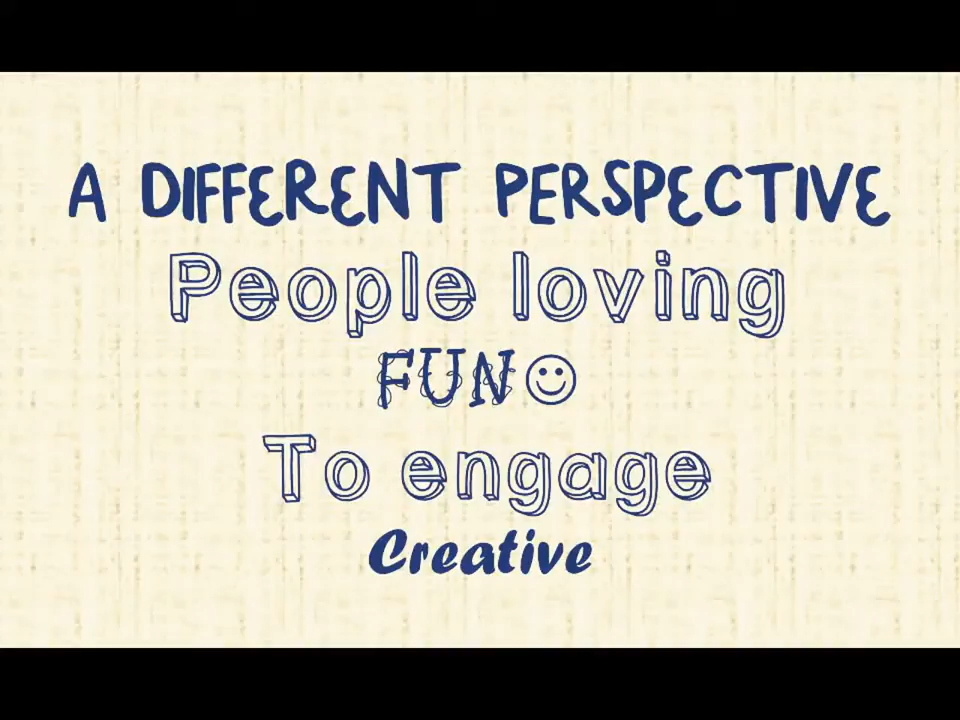 A DIFFERENT PERSPECTIVE
People loving
FUN☺
To engage
Creative